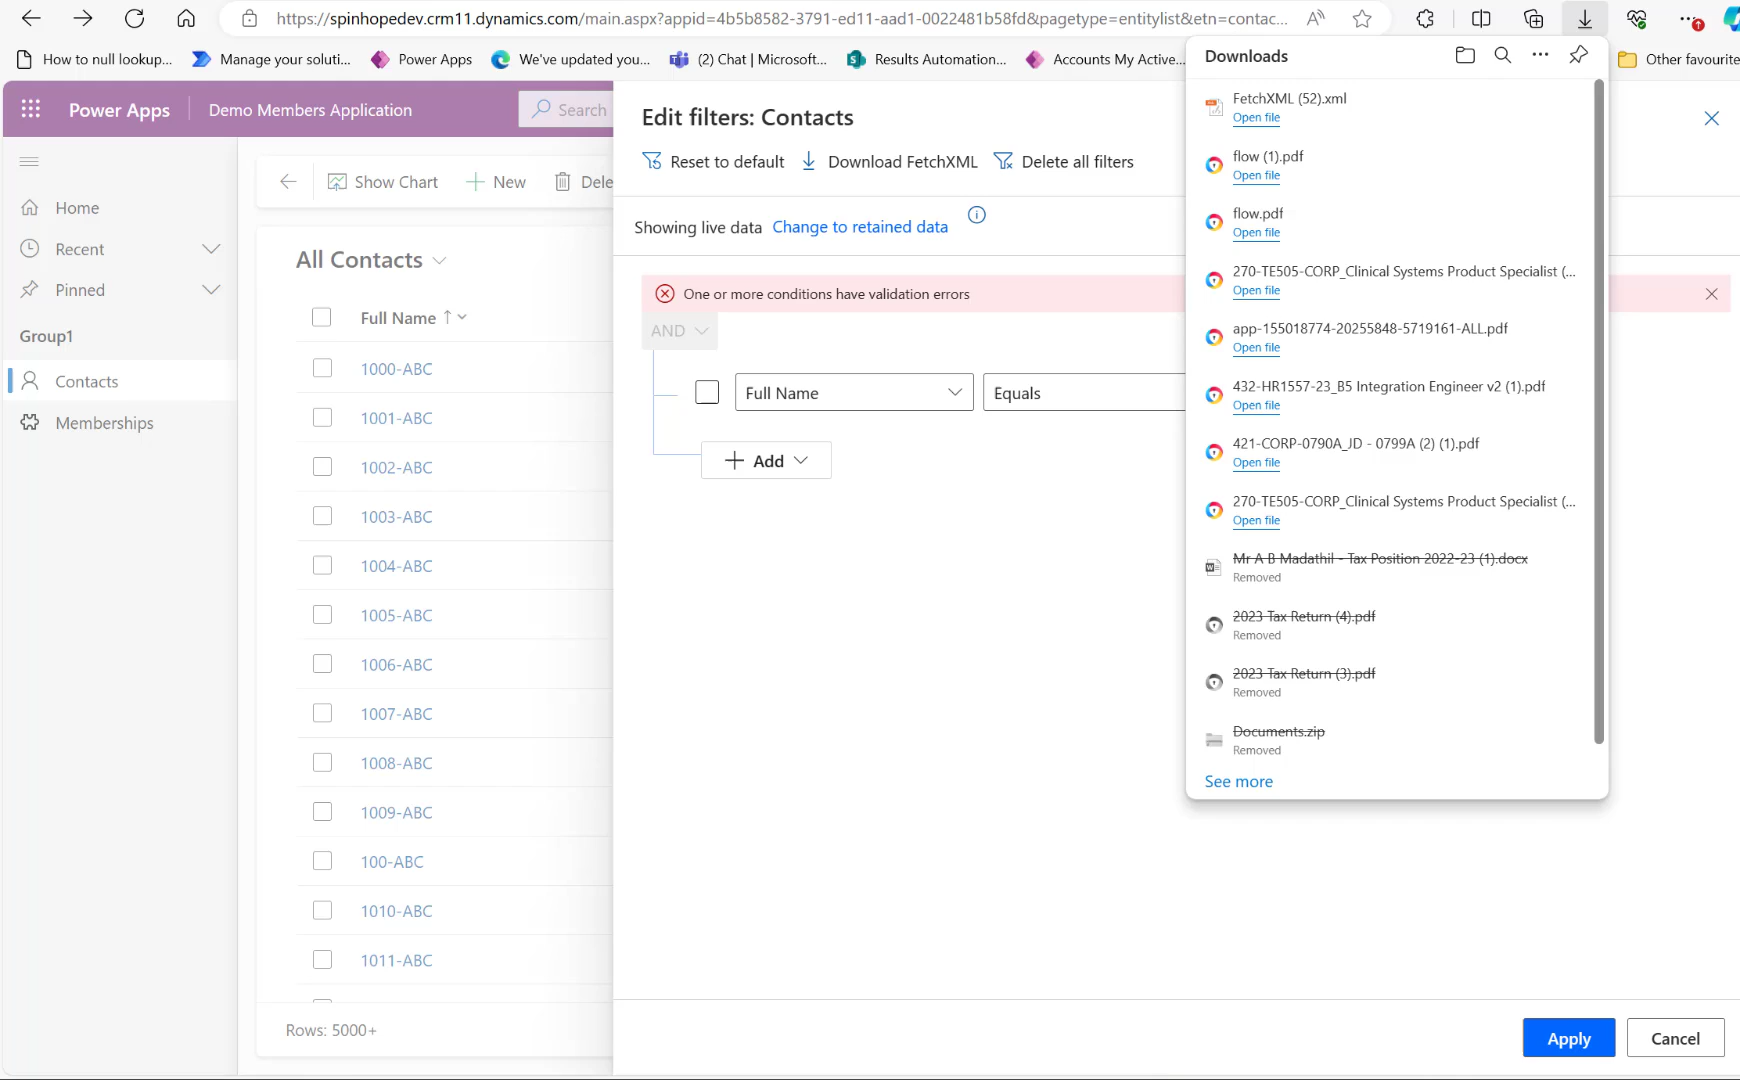 https://spinhopedev.crm11.dynamics.com/main.aspx?appid=4b5b8582-3791-ed11-aad1-0022481b58fd&pagetype=entitylist&etn=contac...
How to null lookup...
Manage your soluti...
Power Apps
We've updated you...
(2) Chat | Microsoft...
Results Automation...
Accounts My Active...
Other favourite
Power Apps
Demo Members Application
Search
Home
Recent
Pinned
Group1
Contacts
Memberships
Show Chart
New
Dele
All Contacts
Full Name
1000-ABC
1001-ABC
1002-ABC
1003-ABC
1004-ABC
1005-ABC
1006-ABC
1007-ABC
1008-ABC
1009-ABC
100-ABC
1010-ABC
1011-ABC
Rows: 5000+
Edit filters: Contacts
Reset to default
Download FetchXML
Delete all filters
Showing live data
Change to retained data
One or more conditions have validation errors
AND
Full Name
Equals
Add
Apply
Cancel
Downloads
FetchXML (52).xml
Open file
flow (1).pdf
Open file
flow.pdf
Open file
270-TE505-CORP_Clinical Systems Product Specialist (...
Open file
app-155018774-20255848-5719161-ALL.pdf
Open file
432-HR1557-23_B5 Integration Engineer v2 (1).pdf
Open file
421-CORP-0790A_JD - 0799A (2) (1).pdf
Open file
270-TE505-CORP_Clinical Systems Product Specialist (...
Open file
Mr A B Madathil - Tax Position 2022-23 (1).docx
Removed
2023 Tax Return (4).pdf
Removed
2023 Tax Return (3).pdf
Removed
Documents.zip
Removed
See more